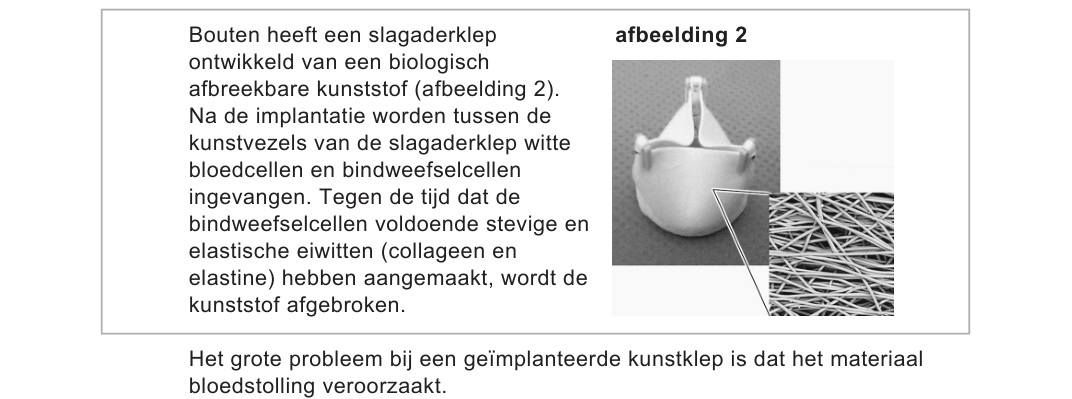 Bouten heeft een slagaderklep
ontwikkeld van een biologisch
afbreekbare kunststof (afbeelding 2).
Na de implantatie worden tussen de
kunstvezels van de slagaderklep witte
bloedcellen en bindweefselcellen
ingevangen. Tegen de tijd dat de
bindweefselcellen voldoende stevige en
elastische eiwitten (collageen en
elastine) hebben aangemaakt, wordt de
kunststof afgebroken.
afbeelding 2
Het grote probleem bij een geïmplanteerde kunstklep is dat het materiaal
bloedstolling veroorzaakt.